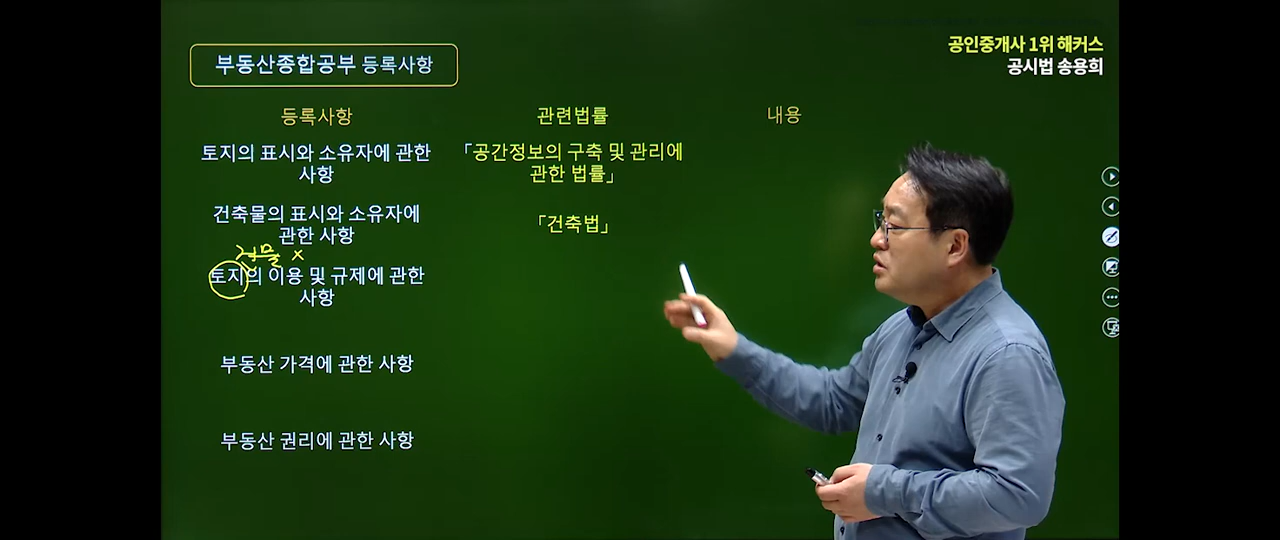 공인중개사 1위 해커스
공시법 송용희
부동산종합공부 등록사항
등록사항 관련법률 내용
토지의 표시와 소유자에 관한
사항
「공간정보의 구축 및 관리에
관한 법률」
건축물의 표시와 소유자에
관한 사항
「건축법」
건물 x
토지의 이용 및 규제에 관한
사항
부동산 가격에 관한 사항
부동산 권리에 관한 사항